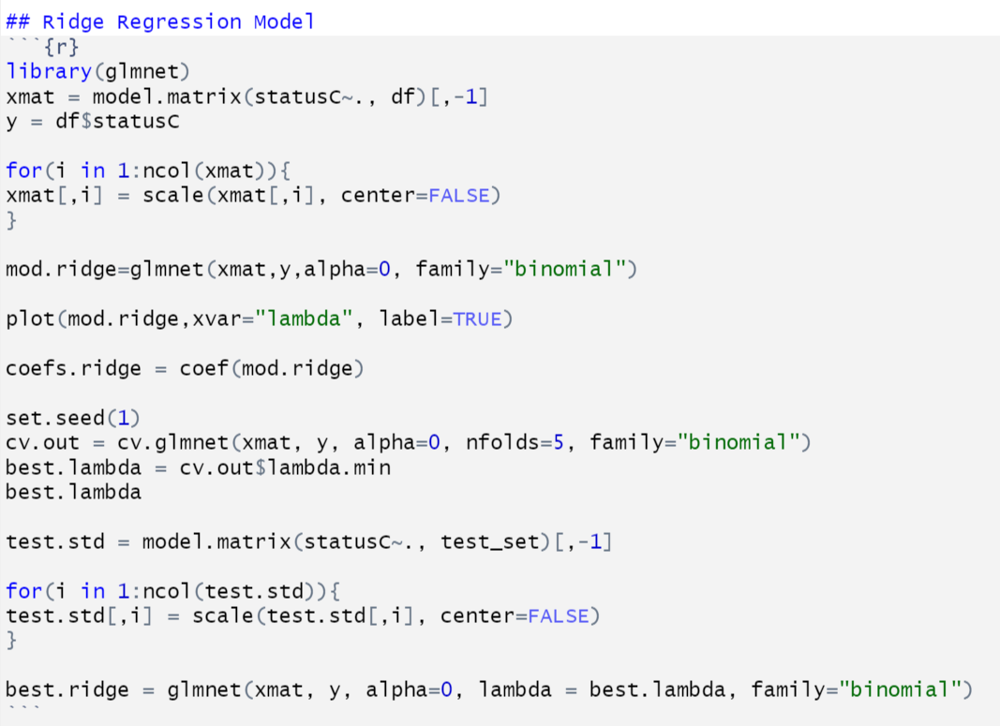 ## Ridge Regression Model
```{r}
library(glmnet)
xmat = model.matrix(statusC~., df)[,-1]
y = df$statusC
for(i in 1:ncol(xmat)){
xmat[,i] = scale(xmat[,i], center=FALSE)
}
mod.ridge=glmnet(xmat,y,alpha=0, family="binomial")
plot(mod.ridge,xvar="lambda", label=TRUE)
coefs.ridge = coef(mod.ridge)
set.seed(1)
cv.out = cv.glmnet(xmat, y, alpha=0, nfolds=5, family="binomial")
best.lambda = cv.out$lambda.min
best.lambda
test.std = model.matrix(statusC~., test_set)[,-1]
for(i in 1:ncol(test.std)){
test.std[,i] = scale(test.std[,i], center=FALSE)
}
best.ridge = glmnet(xmat, y, alpha=0, lambda = best.lambda, family="binomial")
```